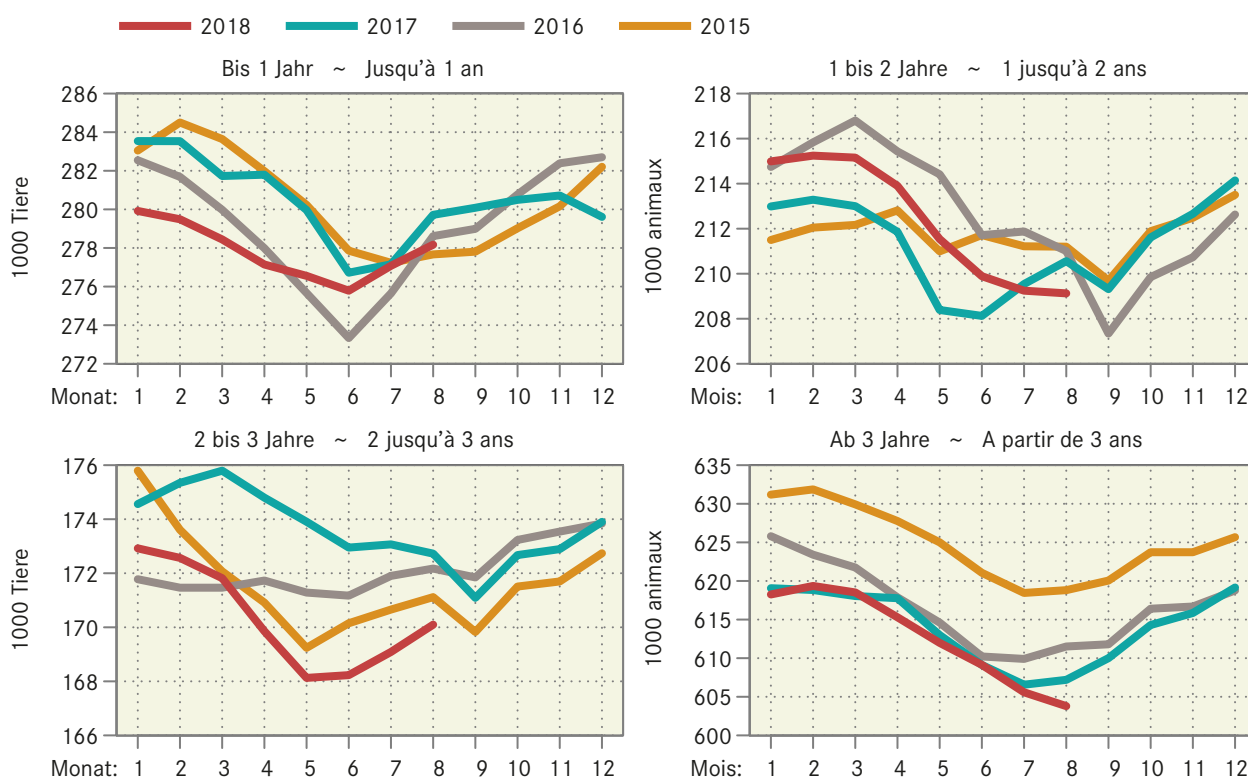 2018 2017 2016 2015
Bis 1 Jahr ~ Jusqu'à 1 an
1000 Tiere
286
284
282
280
278
276
274
272
Monat: 1 2 3 4 5 6 7 8 9 10 11 12
1 bis 2 Jahre ~ 1 jusqu'à 2 ans
1000 animaux
218
216
214
212
210
208
206
Mois: 1 2 3 4 5 6 7 8 9 10 11 12
2 bis 3 Jahre ~ 2 jusqu'à 3 ans
1000 Tiere
176
174
172
170
168
166
Monat: 1 2 3 4 5 6 7 8 9 10 11 12
Ab 3 Jahre ~ A partir de 3 ans
1000 animaux
635
630
625
620
615
610
605
600
Mois: 1 2 3 4 5 6 7 8 9 10 11 12